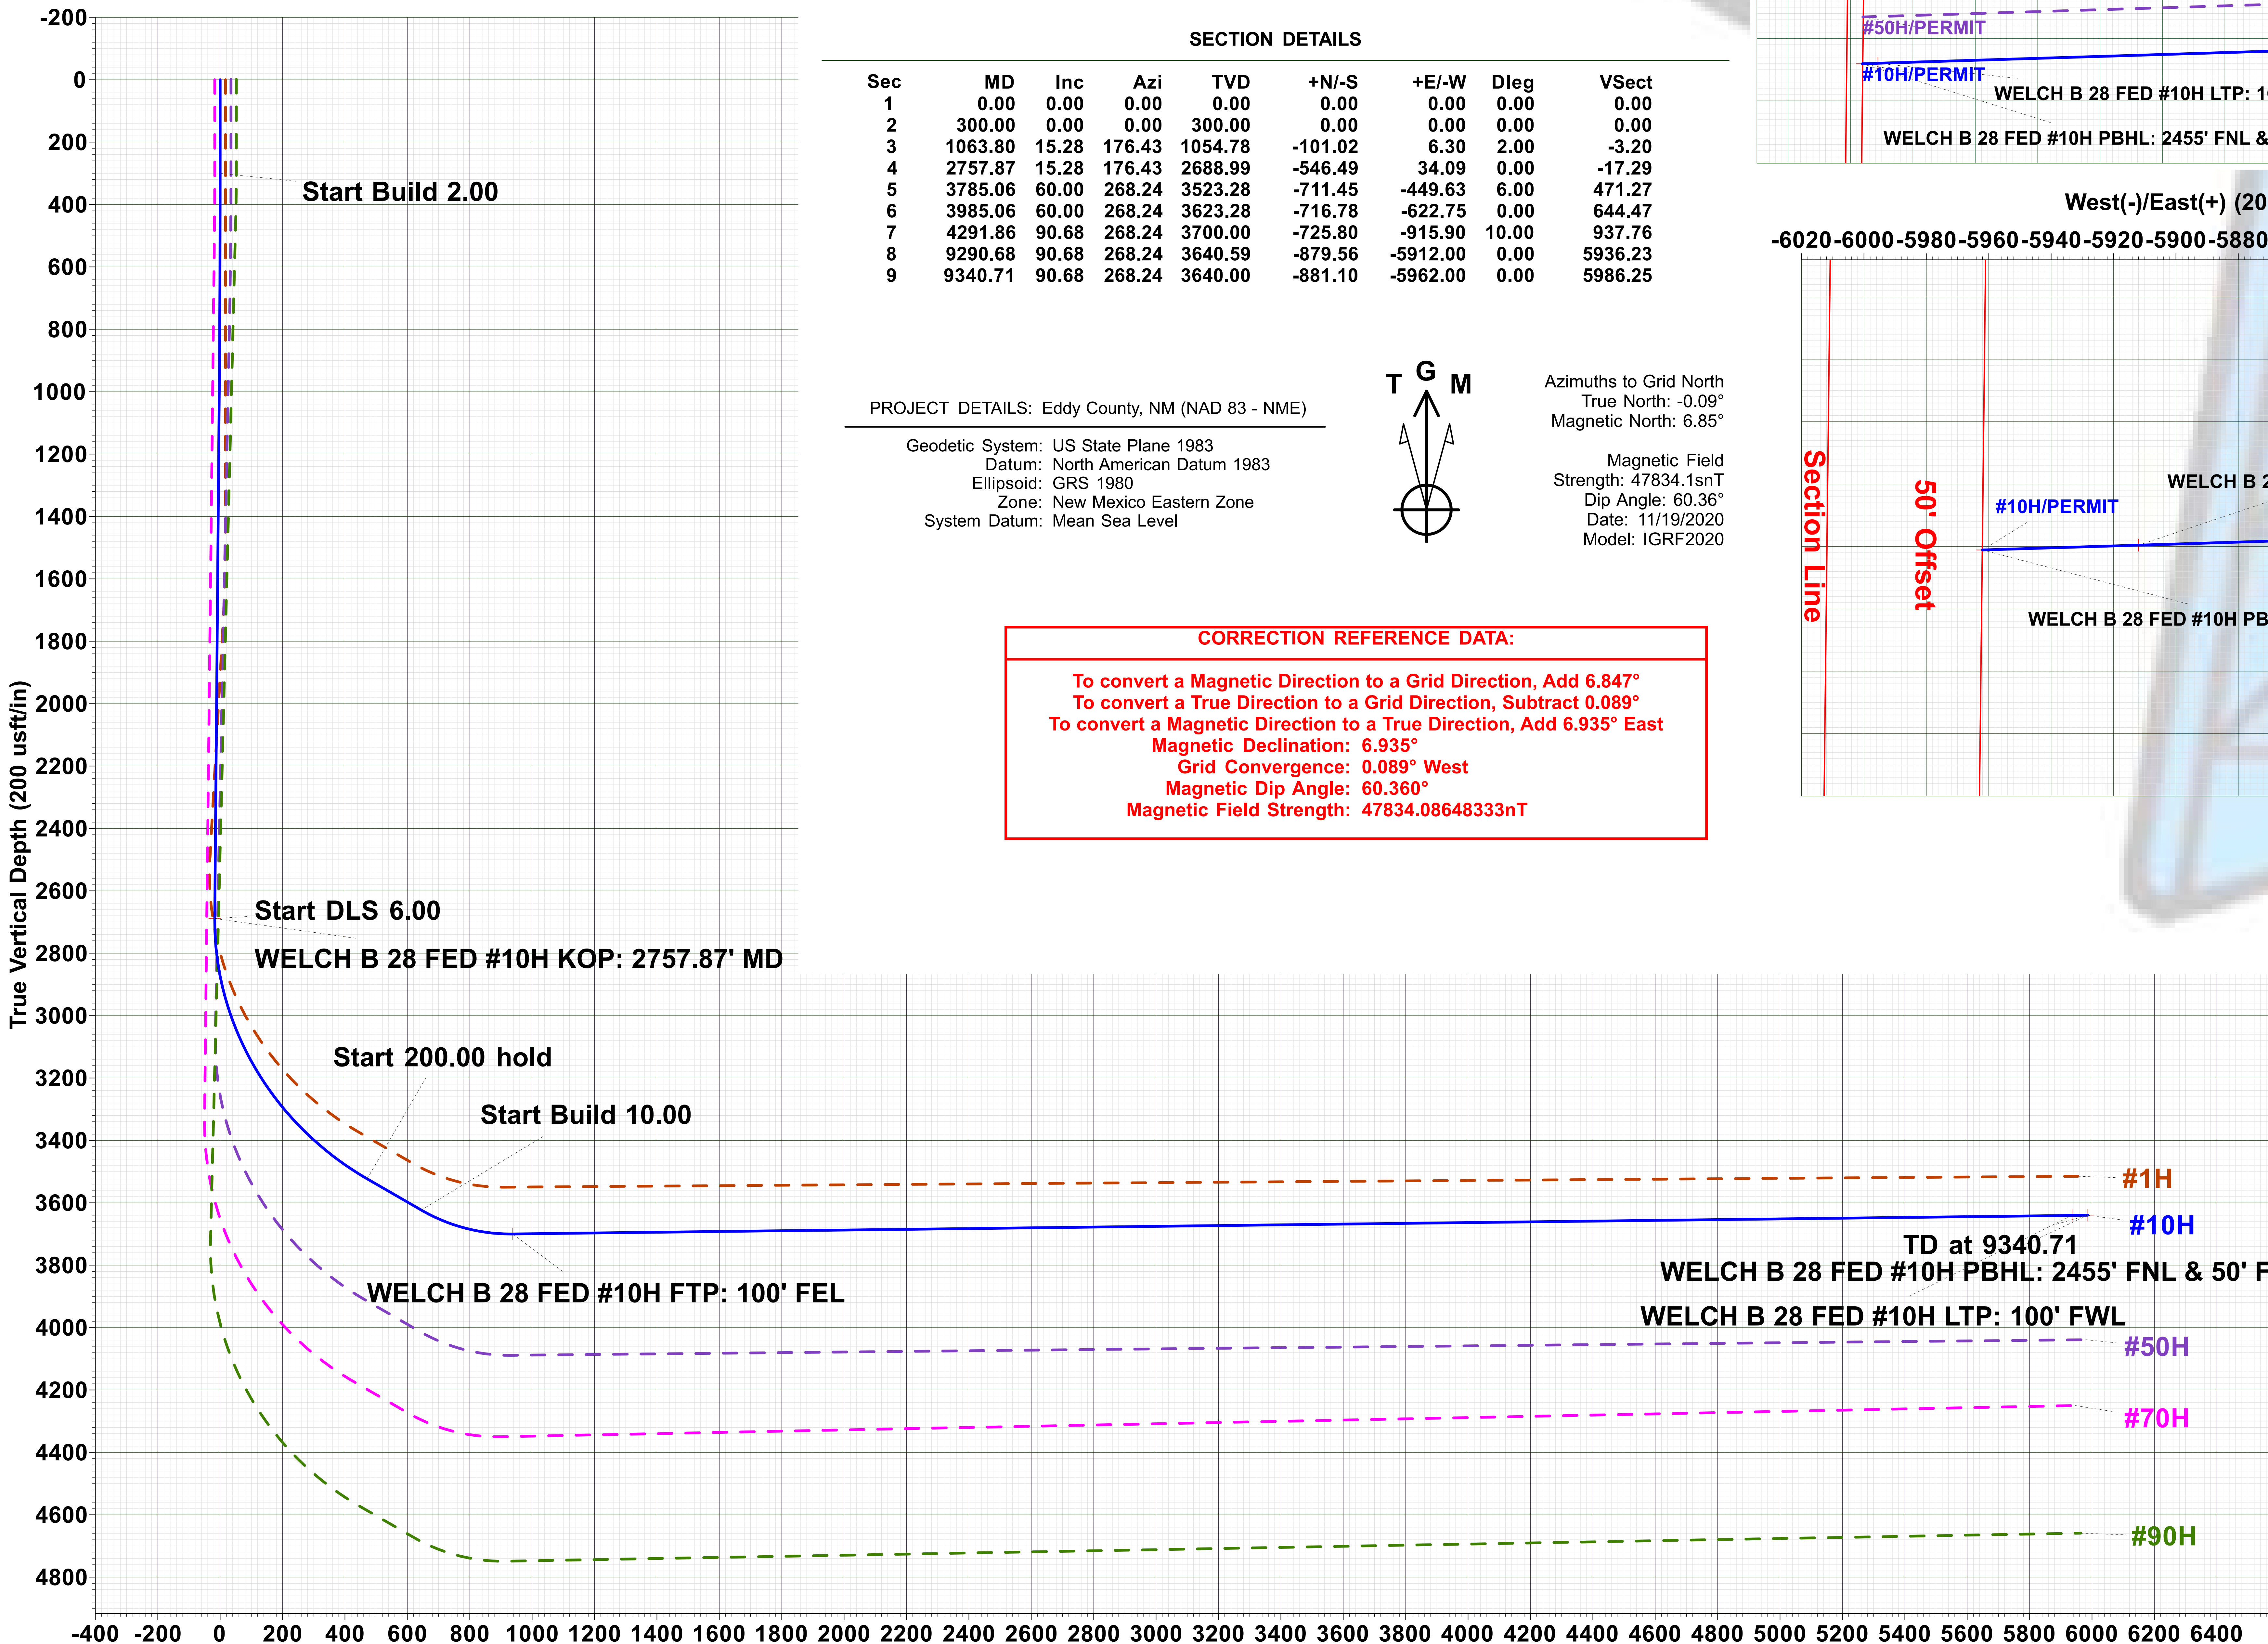 -200
0
200
400
600
800
1000
1200
1400
1600
1800
2000
2200
2400
2600
2800
3000
3200
3400
3600
3800
4000
4200
4400
4600
4800
True Vertical Depth (200 usft/in)
-400 -200 0 200 400 600 800 1000 1200 1400 1600 1800 2000 2200 2400 2600 2800 3000 3200 3400 3600 3800 4000 4200 4400 4600 4800 5000 5200 5400 5600 5800 6000 6200 6400
Start Build 2.00
Start DLS 6.00
WELCH B 28 FED #10H KOP: 2757.87' MD
Start 200.00 hold
Start Build 10.00
WELCH B 28 FED #10H FTP: 100' FEL
#1H
#10H
TD at 9340.71
WELCH B 28 FED #10H PBHL: 2455' FNL & 50' F
WELCH B 28 FED #10H LTP: 100' FWL
#50H
#70H
#90H
SECTION DETAILS
Sec MD Inc Azi TVD +N/-S +E/-W Dleg VSect
1 0.00 0.00 0.00 0.00 0.00 0.00 0.00 0.00
2 300.00 0.00 0.00 300.00 0.00 0.00 0.00 0.00
3 1063.80 15.28 176.43 1054.78 -101.02 6.30 2.00 -3.20
4 2757.87 15.28 176.43 2688.99 -546.49 34.09 0.00 -17.29
5 3785.06 60.00 268.24 3523.28 -711.45 -449.63 6.00 471.27
6 3985.06 60.00 268.24 3623.28 -716.78 -622.75 0.00 644.47
7 4291.86 90.68 268.24 3700.00 -725.80 -915.90 10.00 937.76
8 9290.68 90.68 268.24 3640.59 -879.56 -5912.00 0.00 5936.23
9 9340.71 90.68 268.24 3640.00 -881.10 -5962.00 0.00 5986.25
PROJECT DETAILS: Eddy County, NM (NAD 83 - NME)
Geodetic System: US State Plane 1983
Datum: North American Datum 1983
Ellipsoid: GRS 1980
Zone: New Mexico Eastern Zone
System Datum: Mean Sea Level
T G M
Azimuths to Grid North
True North: -0.09°
Magnetic North: 6.85°
Magnetic Field
Strength: 47834.1snT
Dip Angle: 60.36°
Date: 11/19/2020
Model: IGRF2020
CORRECTION REFERENCE DATA:
To convert a Magnetic Direction to a Grid Direction, Add 6.847°
To convert a True Direction to a Grid Direction, Subtract 0.089°
To convert a Magnetic Direction to a True Direction, Add 6.935° East
Magnetic Declination: 6.935°
Grid Convergence: 0.089° West
Magnetic Dip Angle: 60.360°
Magnetic Field Strength: 47834.08648333nT
#50H/PERMIT
#10H/PERMIT
WELCH B 28 FED #10H LTP: 1
WELCH B 28 FED #10H PBHL: 2455' FNL &
West(-)/East(+) (20
-6020 -6000 -5980 -5960 -5940 -5920 -5900 -5880
Section Line
50' Offset
#10H/PERMIT
WELCH B 2
WELCH B 28 FED #10H PB